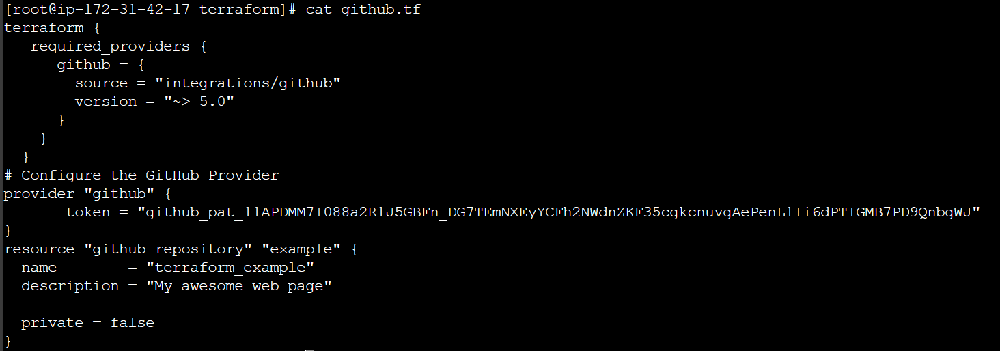 [root@ip-172-31-42-17 terraform]# cat github.tf
terraform {
required_providers {
github = {
source = "integrations/github"
version = "~> 5.0"
}
}
}
# Configure the GitHub Provider
provider "github" {
token =
}
resource "github_repository" "example" {
name = "terraform_example"
description = "My awesome web page"
private = false
}